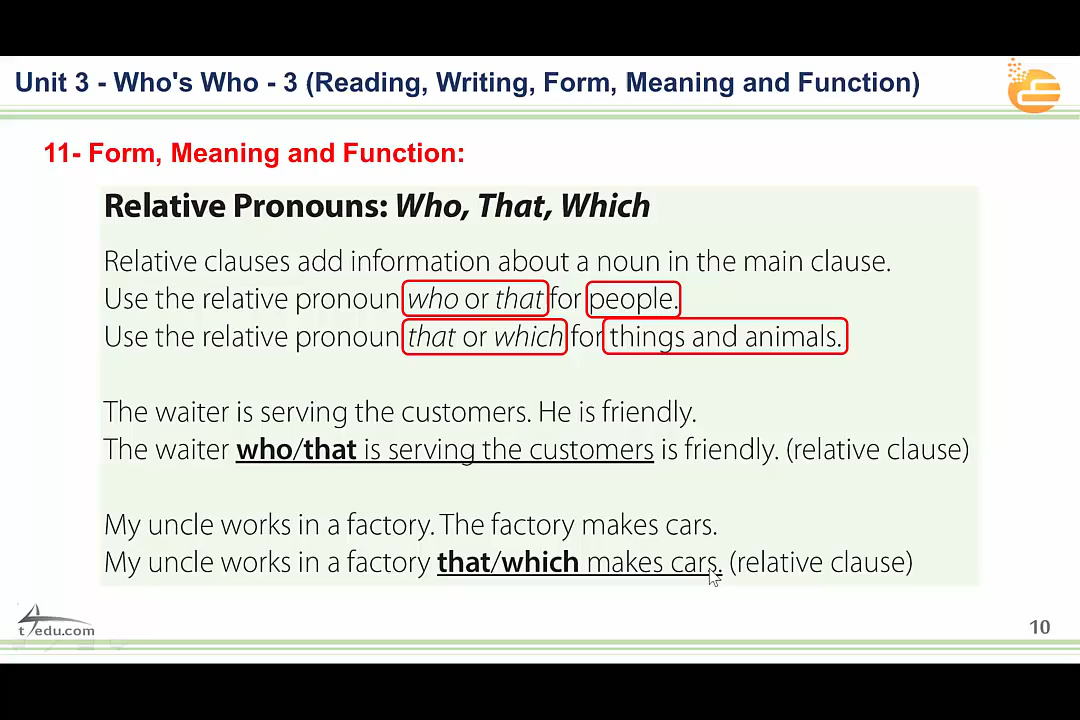 Unit 3 - Who's Who - 3 (Reading, Writing, Form, Meaning and Function)
11- Form, Meaning and Function:
Relative Pronouns: Who, That, Which
Relative clauses add information about a noun in the main clause.
Use the relative pronoun who or that for people.
Use the relative pronoun that or which for things and animals.
The waiter is serving the customers. He is friendly.
The waiter who/that is serving the customers is friendly. (relative clause)
My uncle works in a factory. The factory makes cars.
My uncle works in a factory that/which makes cars. (relative clause)
t4edu.com
10